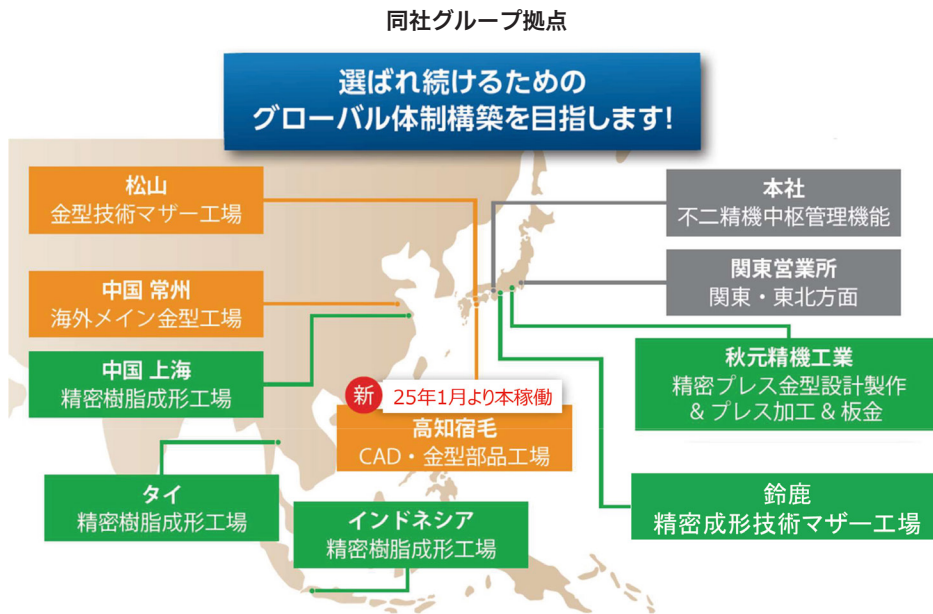 同社グループ拠点
選ばれ続けるための
グローバル体制構築を目指します!
松山
金型技術マザー工場
本社
不二精機中枢管理機能
中国 常州
海外メイン金型工場
関東営業所
関東・東北方面
中国 上海
精密樹脂成形工場
秋元精機工業
精密プレス金型設計製作
&プレス加工&板金
新 25年1月より本稼働
高知宿毛
CAD・金型部品工場
タイ
精密樹脂成形工場
インドネシア
精密樹脂成形工場
鈴鹿
精密成形技術マザー工場